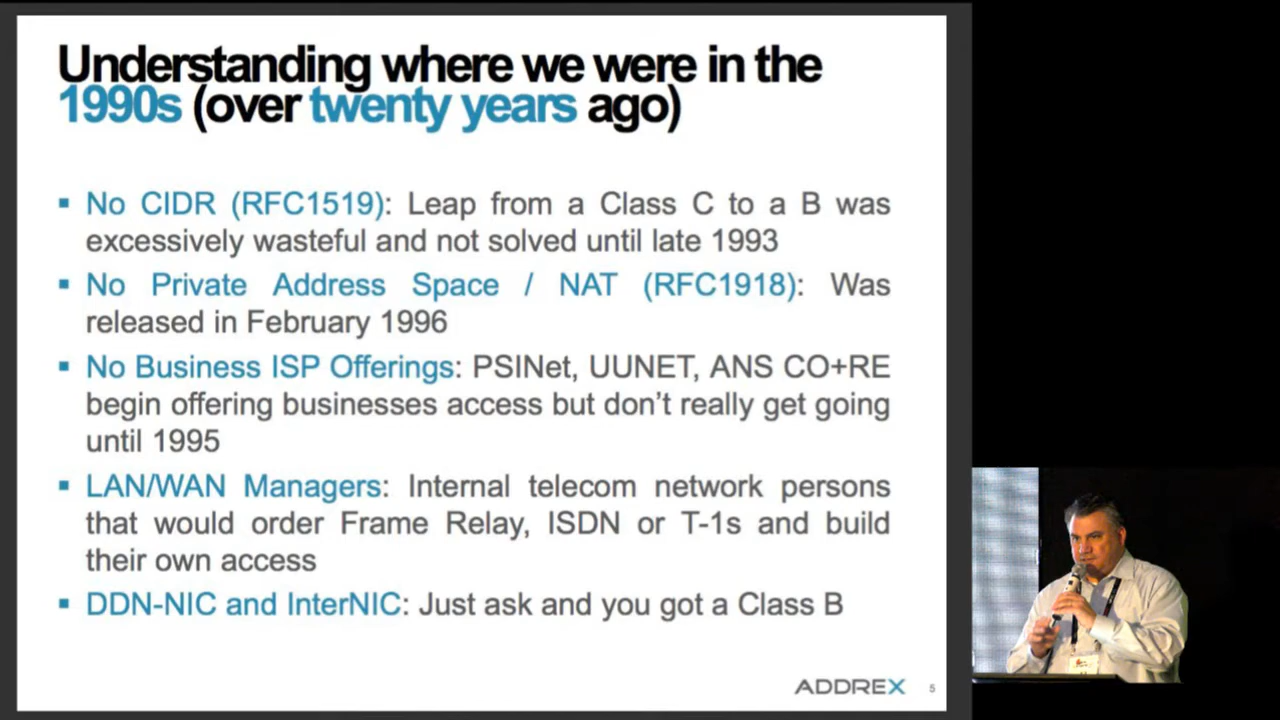 Understanding where we were in the
1990s (over twenty years ago)
▪ No CIDR (RFC1519): Leap from a Class C to a B was
excessively wasteful and not solved until late 1993
▪ No Private Address Space / NAT (RFC1918): Was
released in February 1996
▪ No Business ISP Offerings: PSINet, UUNET, ANS CO+RE
begin offering businesses access but don’t really get going
until 1995
▪ LAN/WAN Managers: Internal telecom network persons
that would order Frame Relay, ISDN or T-1s and build
their own access
▪ DDN-NIC and InterNIC: Just ask and you got a Class B
ADDREX 5